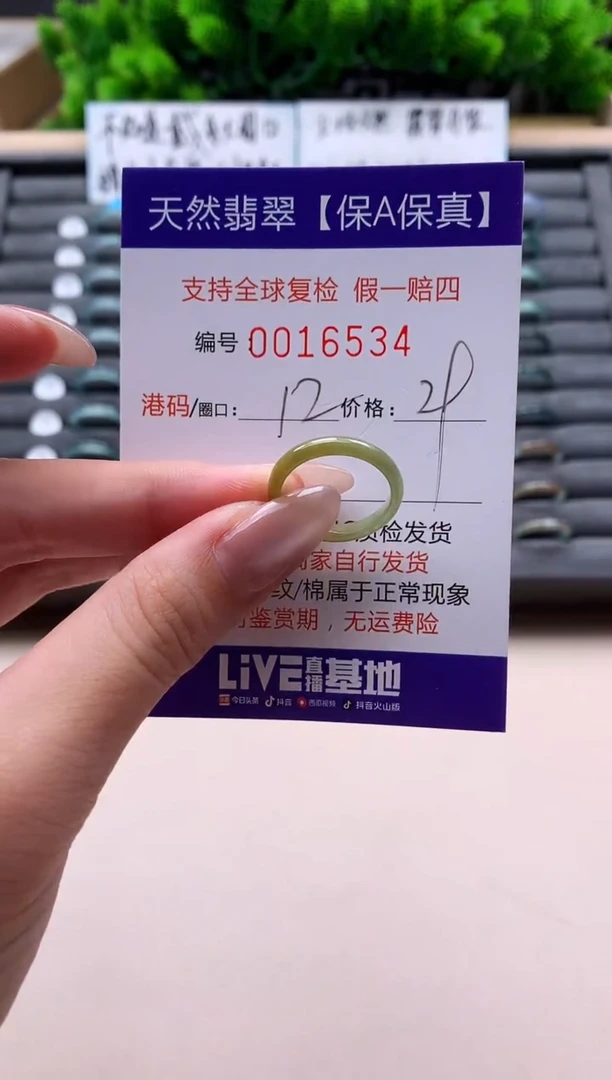 天然翡翠【保A保真】
支持全球复检 假一赔四
编号:0016534
港码/圈口: 12 价格: 29
质检发货
家自行发货
纹/棉属于正常现象
鉴赏期，无运费险
LiVE直播基地
今日头条 抖音 西瓜视频 抖音火山版